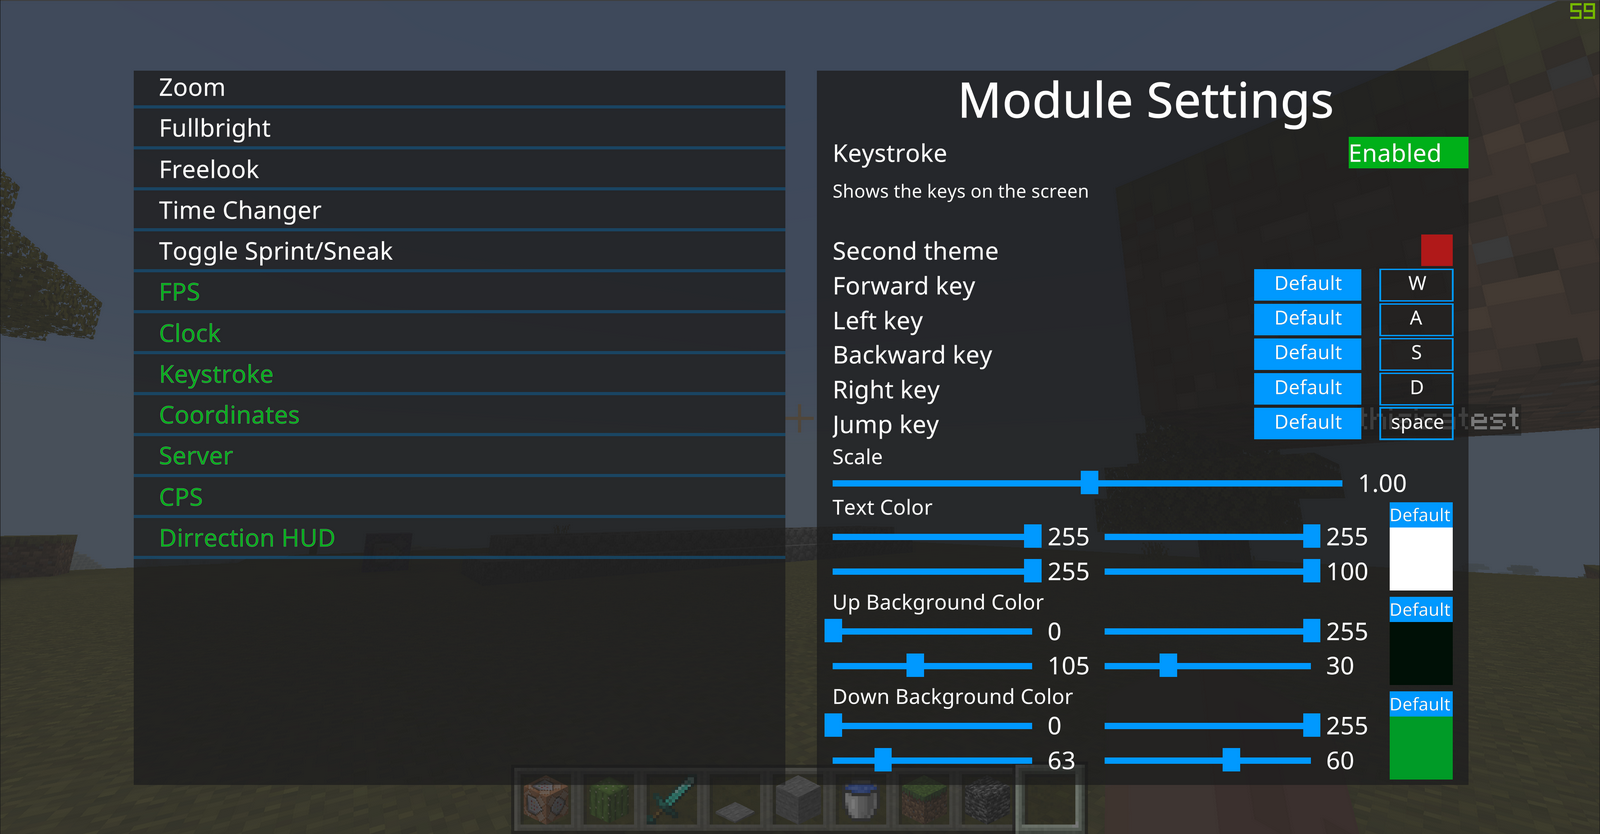 59
Zoom
Fullbright
Freelook
Time Changer
Toggle Sprint/Sneak
FPS
Clock
Keystroke
Coordinates
Server
CPS
Dirrection HUD
Module Settings
Keystroke Enabled
Shows the keys on the screen
Second theme
Forward key Default W
Left key Default A
Backward key Default S
Right key Default D
Jump key Default space
thisisatest
Scale
1.00
Text Color
Default
255 255
255 100
Up Background Color
Default
0 255
105 30
Down Background Color
Default
0 255
63 60